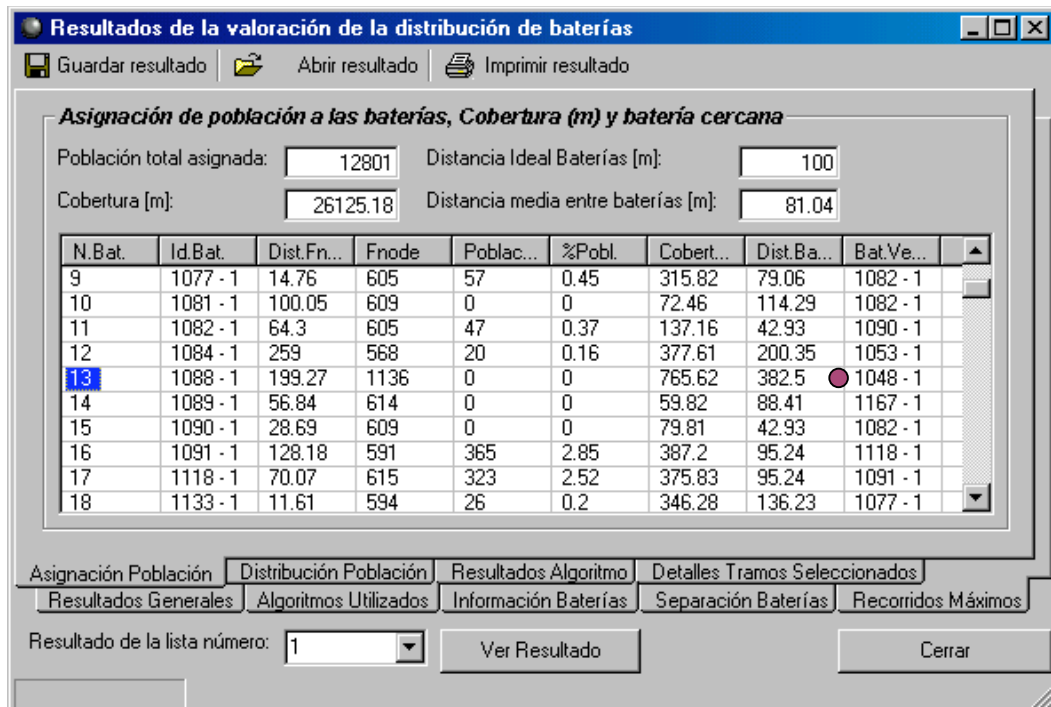 Resultados de la valoración de la distribución de baterías
Guardar resultado Abrir resultado Imprimir resultado
Asignación de población a las baterías, Cobertura (m) y batería cercana
Población total asignada: 12801 Distancia Ideal Baterías [m]: 100
Cobertura [m]: 26125.18 Distancia media entre baterías [m]: 81.04
N.Bat. Id.Bat. Dist.Fn... Fnode Poblac... %Pobl. Cobert... Dist.Ba... Bat.Ve...
9 1077 - 1 14.76 605 57 0.45 315.82 79.06 1082 - 1
10 1081 - 1 100.05 609 0 0 72.46 114.29 1082 - 1
11 1082 - 1 64.3 605 47 0.37 137.16 42.93 1090 - 1
12 1084 - 1 259 568 20 0.16 377.61 200.35 1053 - 1
13 1088 - 1 199.27 1136 0 0 765.62 382.5 1048 - 1
14 1089 - 1 56.84 614 0 0 59.82 88.41 1167 - 1
15 1090 - 1 28.69 609 0 0 79.81 42.93 1082 - 1
16 1091 - 1 128.18 591 365 2.85 387.2 95.24 1118 - 1
17 1118 - 1 70.07 615 323 2.52 375.83 95.24 1091 - 1
18 1133 - 1 11.61 594 26 0.2 346.28 136.23 1077 - 1
Asignación Población Distribución Población Resultados Algoritmo Detalles Tramos Seleccionados
Resultados Generales Algoritmos Utilizados Información Baterías Separación Baterías Recorridos Máximos
Resultado de la lista número: 1 Ver Resultado Cerrar